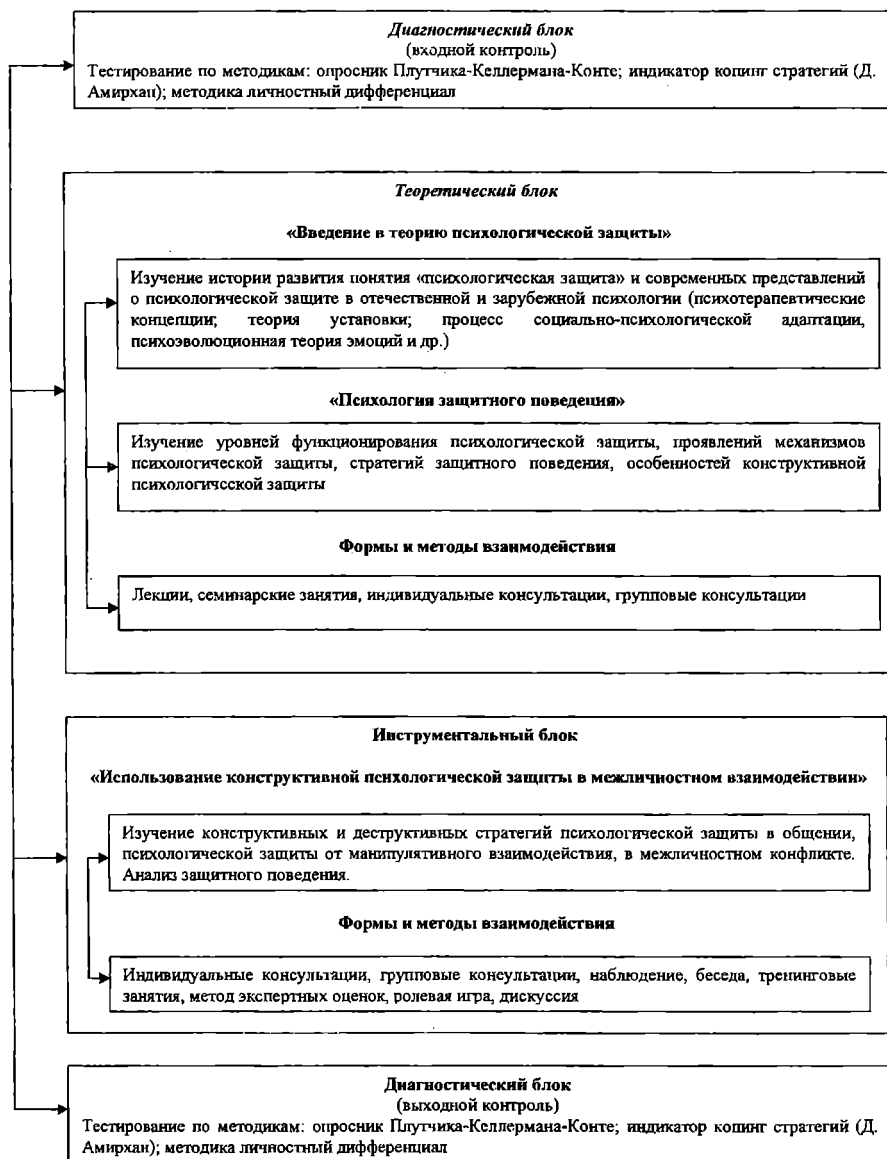 Диагностический блок
(входной контроль)
Тестирование по методикам: опросник Плутчика-Келлермана-Конте; индикатор копинг стратегий (Д.
Амирхан); методика личностный дифференциал
Теоретический блок
«Введение в теорию психологической защиты»
Изучение истории развития понятия «психологическая защита» и современных представлений
о психологической защите в отечественной и зарубежной психологии (психотерапевтические
концепции; теория установки; процесс социально-психологической адаптации,
психоэволюционная теория эмоций и др.)
«Психология защитного поведения»
Изучение уровней функционирования психологической защиты, проявлений механизмов
психологической защиты, стратегий защитного поведения, особенностей конструктивной
психологической защиты
Формы и методы взаимодействия
Лекции, семинарские занятия, индивидуальные консультации, групповые консультации
Инструментальный блок
«Использование конструктивной психологической защиты в межличностном взаимодействии»
Изучение конструктивных и деструктивных стратегий психологической защиты в общении,
психологической защиты от манипулятивного взаимодействия, в межличностном конфликте.
Анализ защитного поведения.
Формы и методы взаимодействия
Индивидуальные консультации, групповые консультации, наблюдение, беседа, тренинговые
занятия, метод экспертных оценок, ролевая игра, дискуссия
Диагностический блок
(выходной контроль)
Тестирование по методикам: опросник Плутчика-Келлермана-Конте; индикатор копинг стратегий (Д.
Амирхан); методика личностный дифференциал